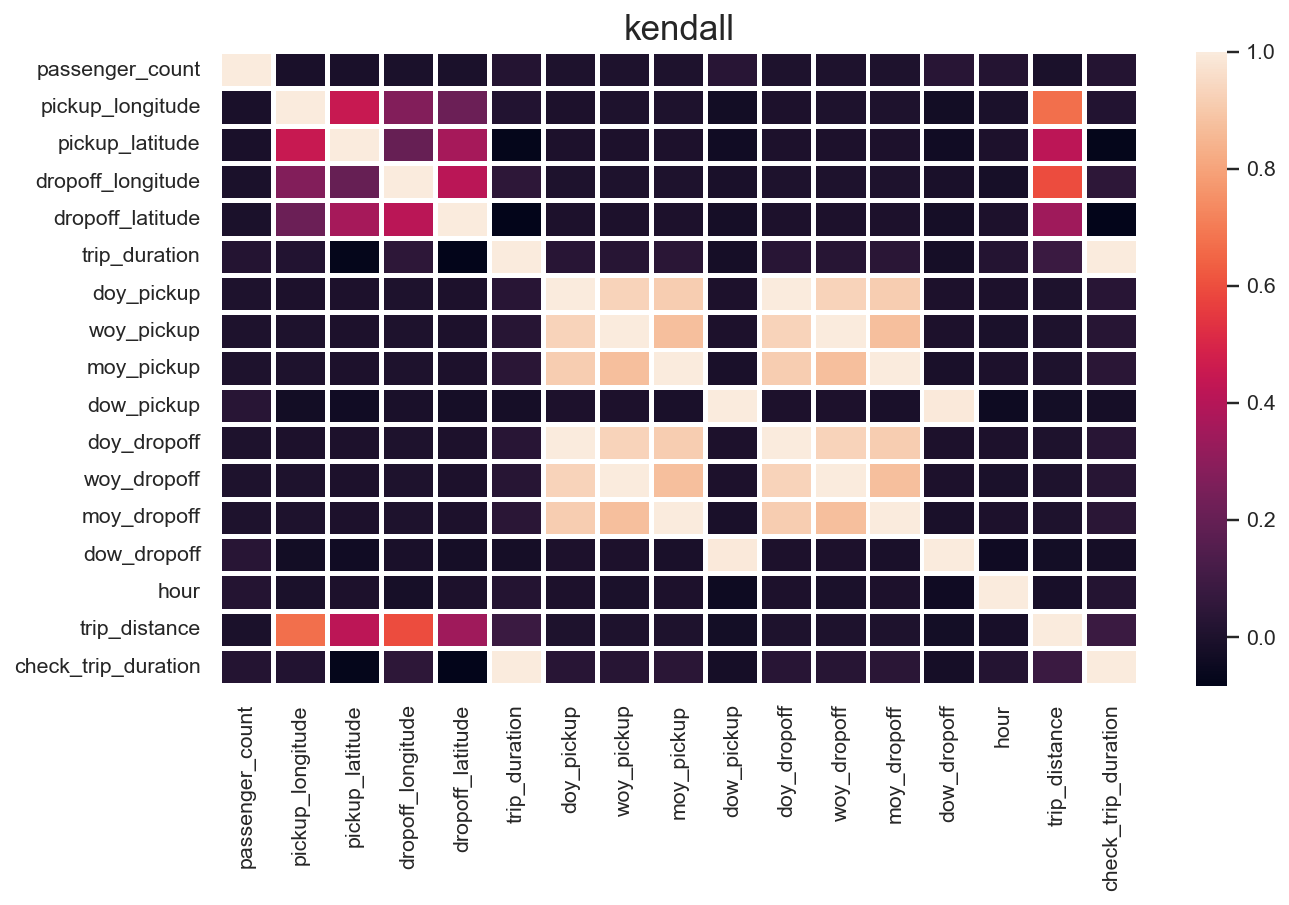 kendall
passenger_count
pickup_longitude
pickup_latitude
dropoff_longitude
dropoff_latitude
trip_duration
doy_pickup
woy_pickup
moy_pickup
dow_pickup
doy_dropoff
woy_dropoff
moy_dropoff
dow_dropoff
hour
trip_distance
check_trip_duration
passenger_count
pickup_longitude
pickup_latitude
dropoff_longitude
dropoff_latitude
trip_duration
doy_pickup
woy_pickup
moy_pickup
dow_pickup
doy_dropoff
woy_dropoff
moy_dropoff
dow_dropoff
hour
trip_distance
check_trip_duration
1.0
0.8
0.6
0.4
0.2
0.0